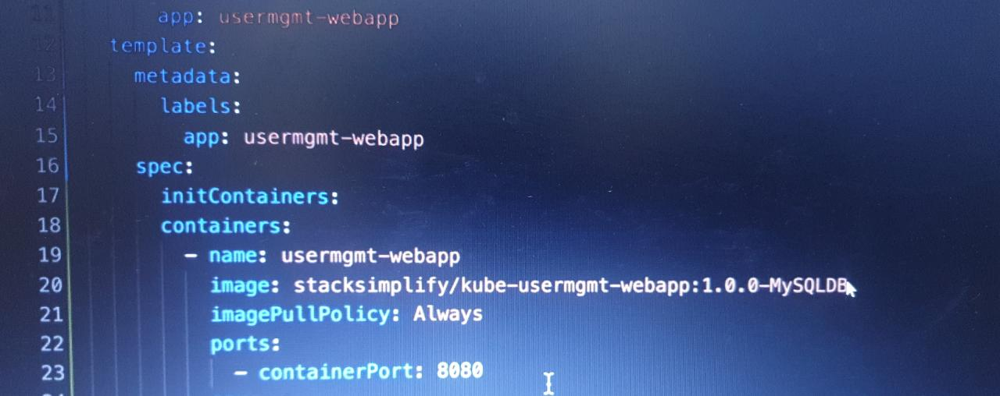 11 app: usermgmt-webapp
12 template:
13 metadata:
14 labels:
15 app: usermgmt-webapp
16 spec:
17 initContainers:
18 containers:
19 - name: usermgmt-webapp
20 image: stacksimplify/kube-usermgmt-webapp:1.0.0-MySQLDB
21 imagePullPolicy: Always
22 ports:
23 - containerPort: 8080